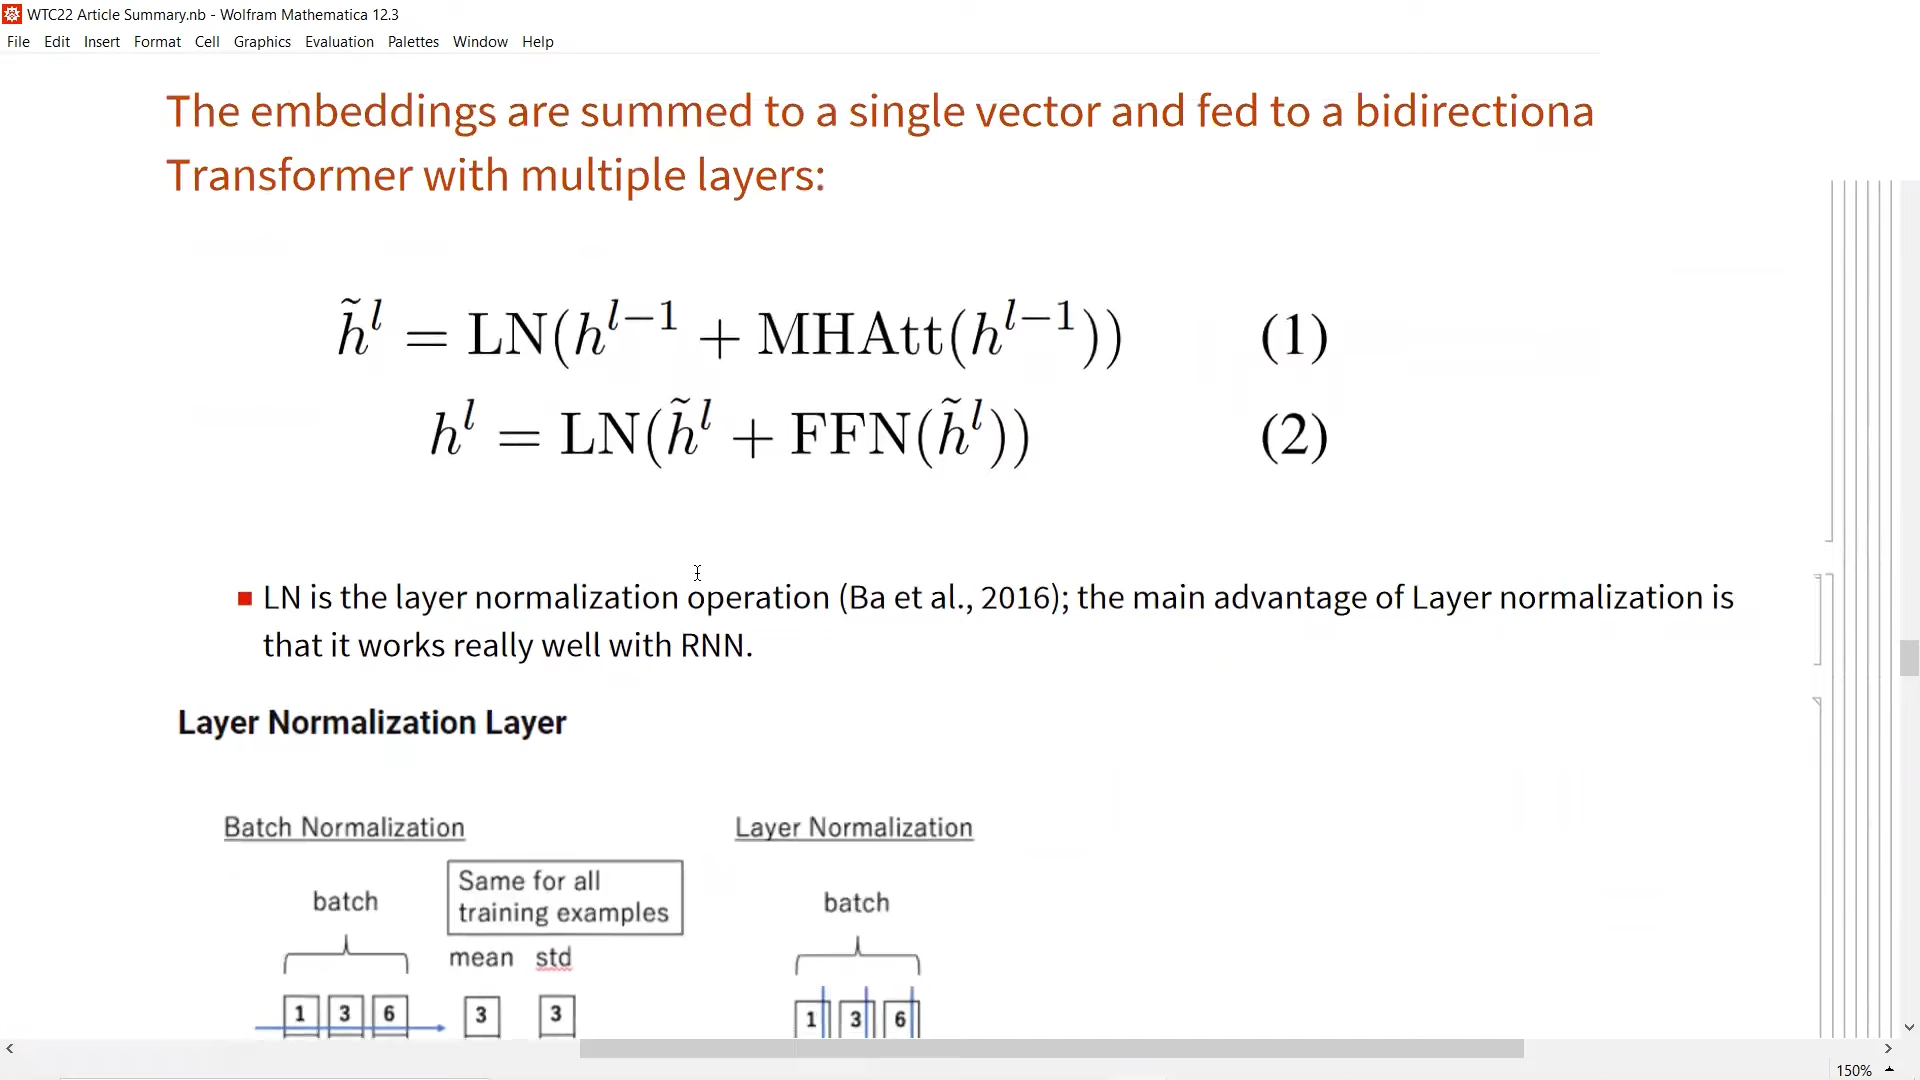 WTC22 Article Summary.nb - Wolfram Mathematica 12.3
File Edit Insert Format Cell Graphics Evaluation Palettes Window Help
The embeddings are summed to a single vector and fed to a bidirectiona
Transformer with multiple layers:
h̃^l = LN(h^{l−1} + MHAtt(h^{l−1})) (1)
h^l = LN(h̃^l + FFN(h̃^l)) (2)
■ LN is the layer normalization operation (Ba et al., 2016); the main advantage of Layer normalization is
that it works really well with RNN.
Layer Normalization Layer
Batch Normalization Layer Normalization
Same for all
training examples
batch batch
mean std
1 3 6 3 3 1 3 6
150%